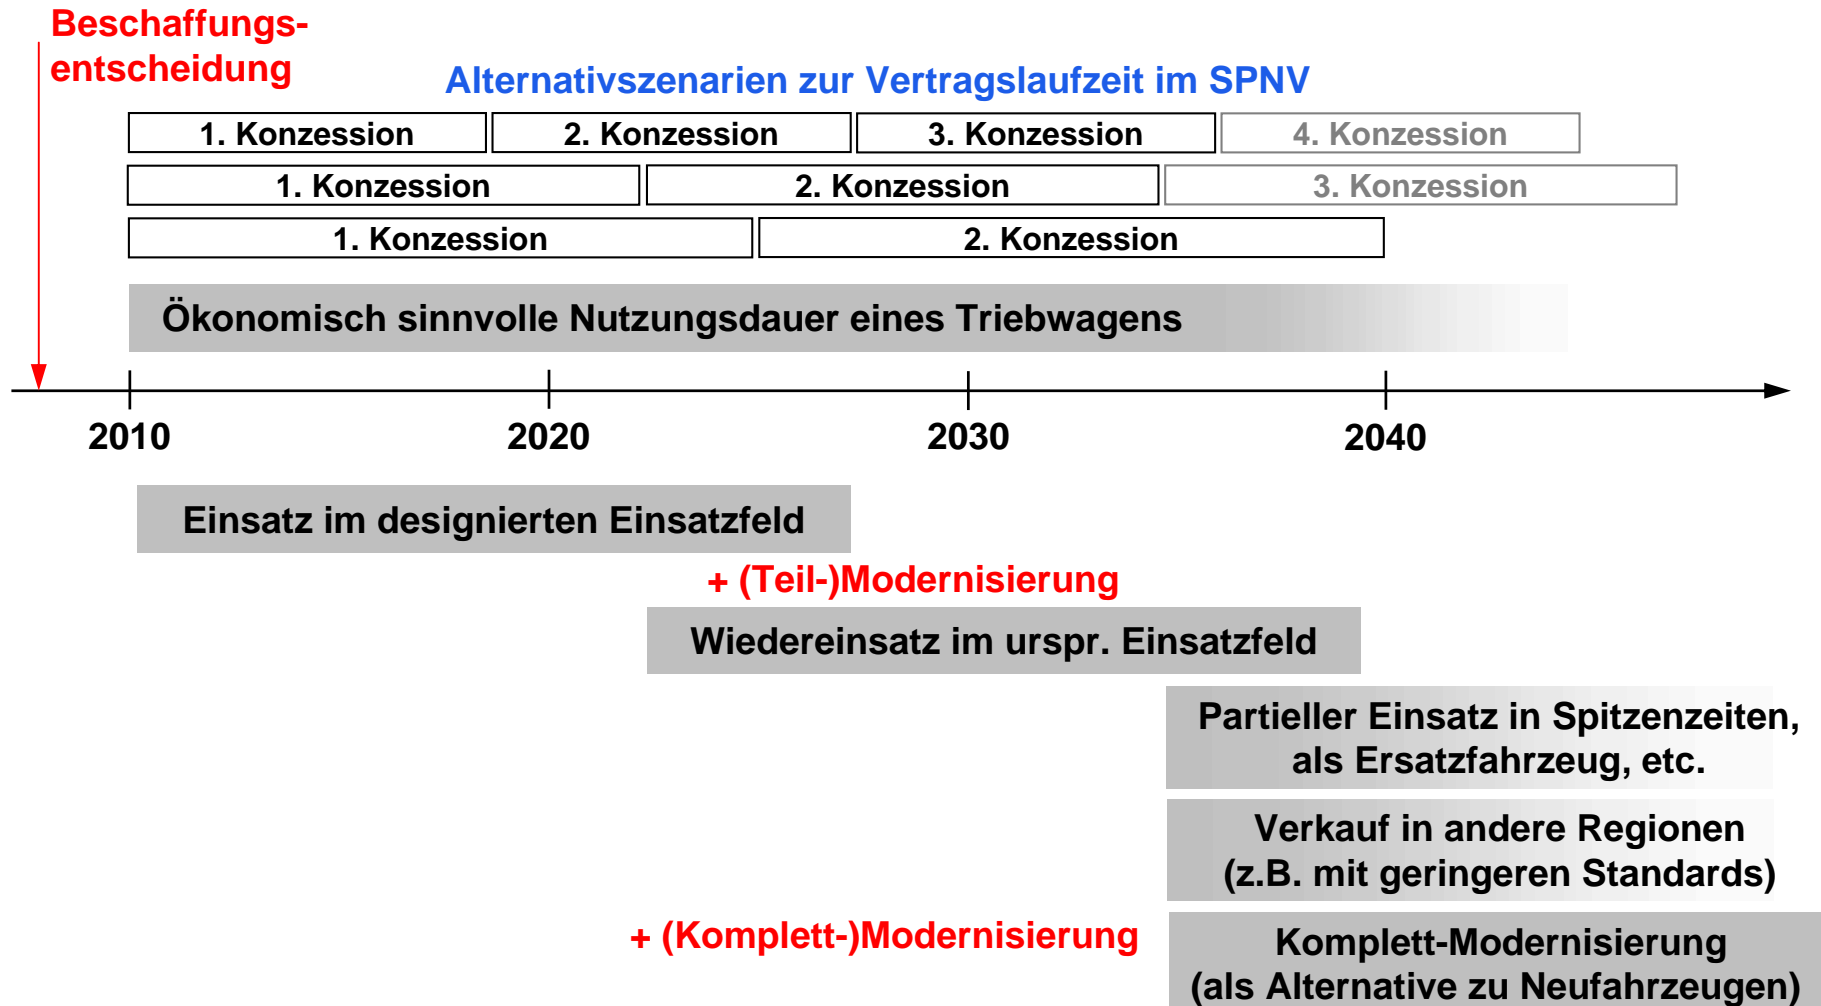 Beschaffungs-
entscheidung
Alternativszenarien zur Vertragslaufzeit im SPNV
1. Konzession 2. Konzession 3. Konzession 4. Konzession
1. Konzession 2. Konzession 3. Konzession
1. Konzession 2. Konzession
Ökonomisch sinnvolle Nutzungsdauer eines Triebwagens
2010 2020 2030 2040
Einsatz im designierten Einsatzfeld
+ (Teil-)Modernisierung
Wiedereinsatz im urspr. Einsatzfeld
Partieller Einsatz in Spitzenzeiten,
als Ersatzfahrzeug, etc.
Verkauf in andere Regionen
(z.B. mit geringeren Standards)
+ (Komplett-)Modernisierung
Komplett-Modernisierung
(als Alternative zu Neufahrzeugen)